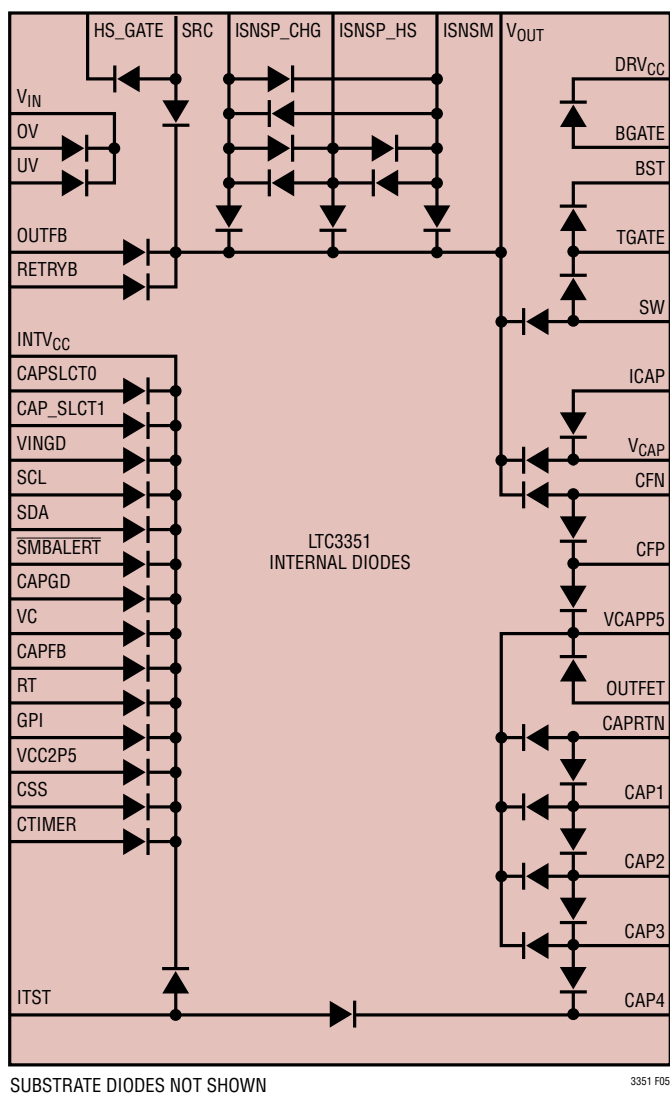 HS_GATE SRC ISNSP_CHG ISNSP_HS ISNSM VOUT
VIN
OV
UV
OUTFB
RETRYB
INTVCC
CAPSLCT0
CAP_SLCT1
VINGD
SCL
SDA
SMBALERT
CAPGD
VC
CAPFB
RT
GPI
VCC2P5
CSS
CTIMER
ITST
LTC3351
INTERNAL DIODES
DRVCC
BGATE
BST
TGATE
SW
ICAP
VCAP
CFN
CFP
VCAPP5
OUTFET
CAPRTN
CAP1
CAP2
CAP3
CAP4
SUBSTRATE DIODES NOT SHOWN
3351 F05